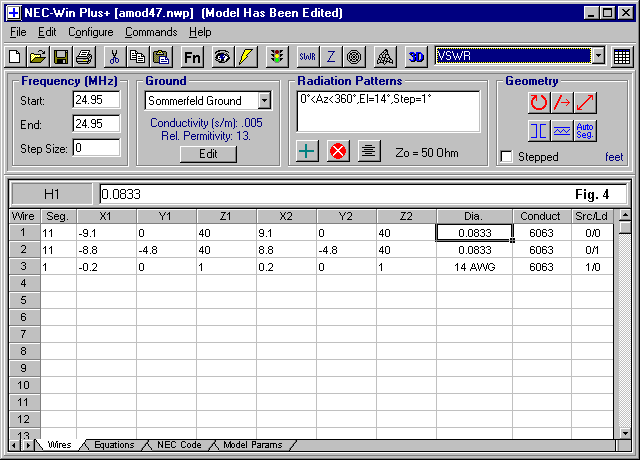 NEC-Win Plus+ [amod47.nwp] (Model Has Been Edited)
File Edit Configure Commands Help
Fn SWR Z 3D VSWR
Frequency (MHz) Ground Radiation Patterns Geometry
Start: 24.95 Sommerfeld Ground 0°<Az<360°,El=14°,Step=1°
End: 24.95 Conductivity (s/m): .005
Rel. Permitivity: 13. Auto Seg.
Step Size: 0 Edit Zo = 50 Ohm Stepped feet
H1 0.0833 Fig. 4
Wire Seg. X1 Y1 Z1 X2 Y2 Z2 Dia. Conduct Src/Ld
1 11 -9.1 0 40 9.1 0 40 0.0833 6063 0/0
2 11 -8.8 -4.8 40 8.8 -4.8 40 0.0833 6063 0/1
3 1 -0.2 0 1 0.2 0 1 14 AWG 6063 1/0
4
5
6
7
8
9
10
11
12
13
Wires Equations NEC Code Model Params